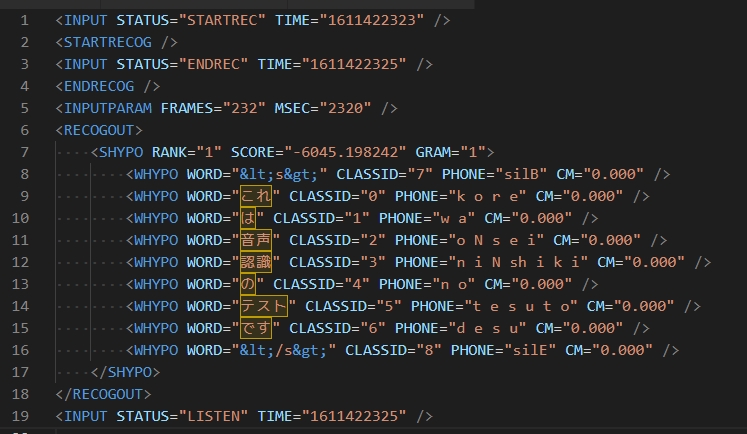 1 <INPUT STATUS="STARTREC" TIME="1611422323" />
2 <STARTRECOG />
3 <INPUT STATUS="ENDREC" TIME="1611422325" />
4 <ENDRECOG />
5 <INPUTPARAM FRAMES="232" MSEC="2320" />
6 <RECOGOUT>
7 ····<SHYPO RANK="1" SCORE="-6045.198242" GRAM="1">
8 ········<WHYPO WORD="&lt;s&gt;" CLASSID="7" PHONE="silB" CM="0.000" />
9 ········<WHYPO WORD="これ" CLASSID="0" PHONE="k o r e" CM="0.000" />
10 ········<WHYPO WORD="は" CLASSID="1" PHONE="w a" CM="0.000" />
11 ········<WHYPO WORD="音声" CLASSID="2" PHONE="o N s e i" CM="0.000" />
12 ········<WHYPO WORD="認識" CLASSID="3" PHONE="n i N sh i k i" CM="0.000" />
13 ········<WHYPO WORD="の" CLASSID="4" PHONE="n o" CM="0.000" />
14 ········<WHYPO WORD="テスト" CLASSID="5" PHONE="t e s u t o" CM="0.000" />
15 ········<WHYPO WORD="です" CLASSID="6" PHONE="d e s u" CM="0.000" />
16 ········<WHYPO WORD="&lt;/s&gt;" CLASSID="8" PHONE="silE" CM="0.000" />
17 ····</SHYPO>
18 </RECOGOUT>
19 <INPUT STATUS="LISTEN" TIME="1611422325" />